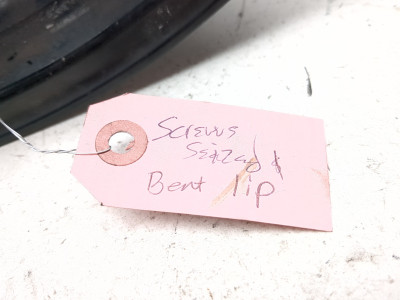 Screws
Seized &
Bent lip